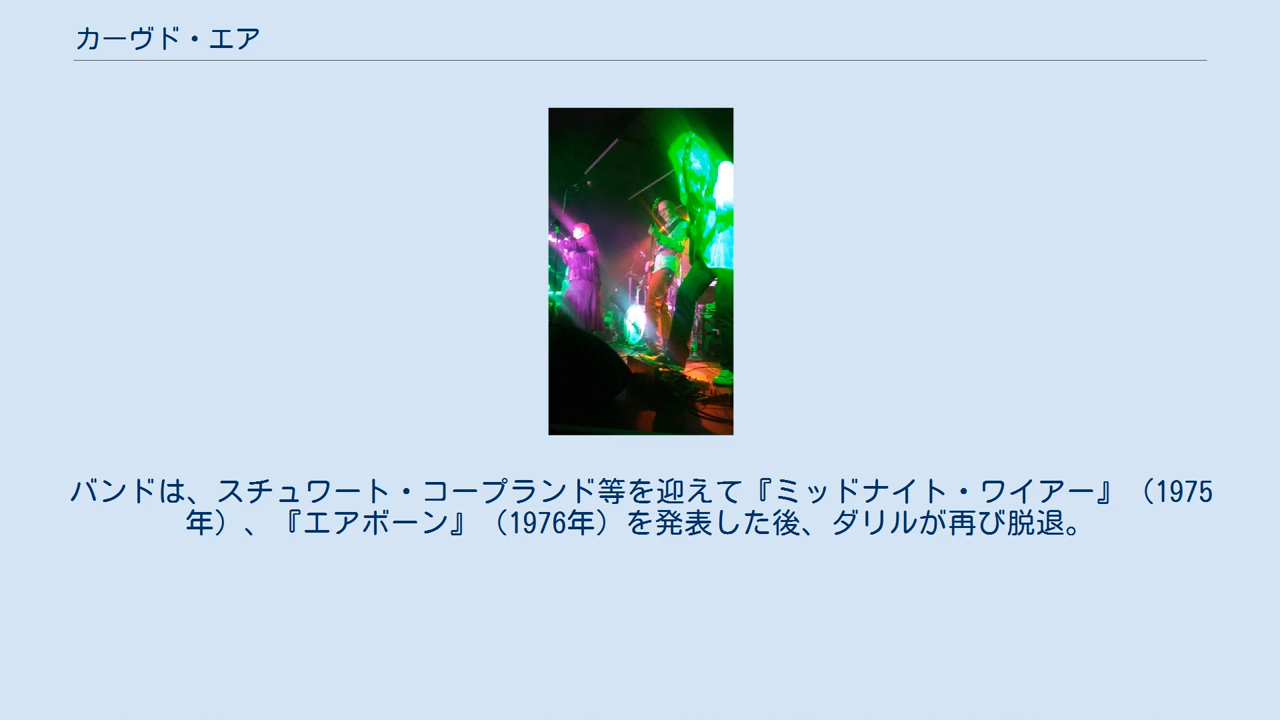 カーヴド・エア
バンドは、スチュワート・コープランド等を迎えて『ミッドナイト・ワイアー』（1975
年）、『エアボーン』（1976年）を発表した後、ダリルが再び脱退。